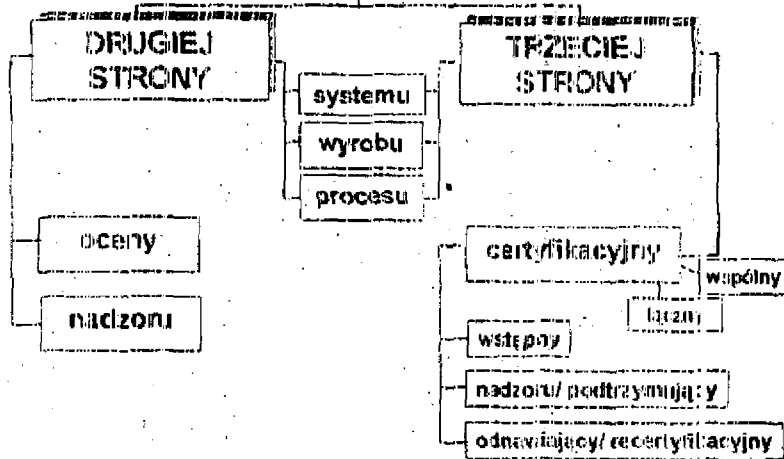 DRUGIEJ
STRONY
TRZECIEJ
STRONY
systemu
wyrobu
procesu
oceny
nadzoru
certyfikacyjny
wspólny
łączny
wstępny
nadzoru/ podtrzymujący
odnawiający/ recertyfikacyjny